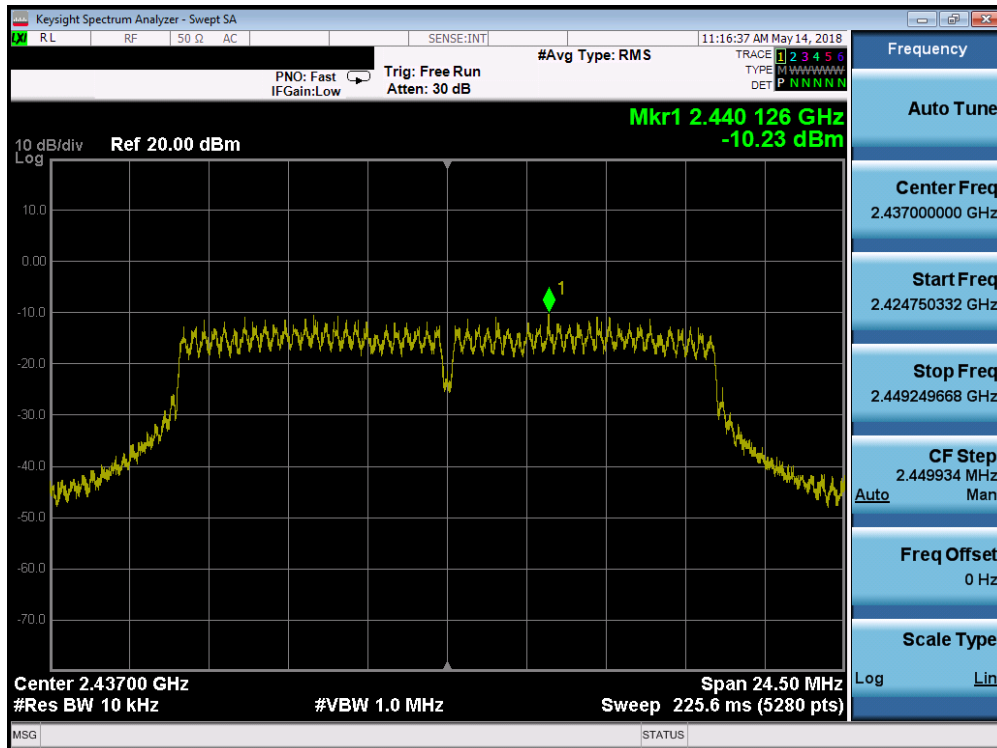 Keysight Spectrum Analyzer - Swept SA
LXI RL RF 50 Ω AC SENSE:INT 11:16:37 AM May 14, 2018
#Avg Type: RMS TRACE 1 2 3 4 5 6
PNO: Fast Trig: Free Run TYPE M W W W W W
IFGain:Low Atten: 30 dB DET P N N N N N
Mkr1 2.440 126 GHz
-10.23 dBm
10 dB/div Ref 20.00 dBm
Log
10.0
0.00
1
-10.0
-20.0
-30.0
-40.0
-50.0
-60.0
-70.0
Center 2.43700 GHz Span 24.50 MHz
#Res BW 10 kHz #VBW 1.0 MHz Sweep 225.6 ms (5280 pts)
MSG STATUS
Frequency
Auto Tune
Center Freq
2.437000000 GHz
Start Freq
2.424750332 GHz
Stop Freq
2.449249668 GHz
CF Step
2.449934 MHz
Auto Man
Freq Offset
0 Hz
Scale Type
Log Lin